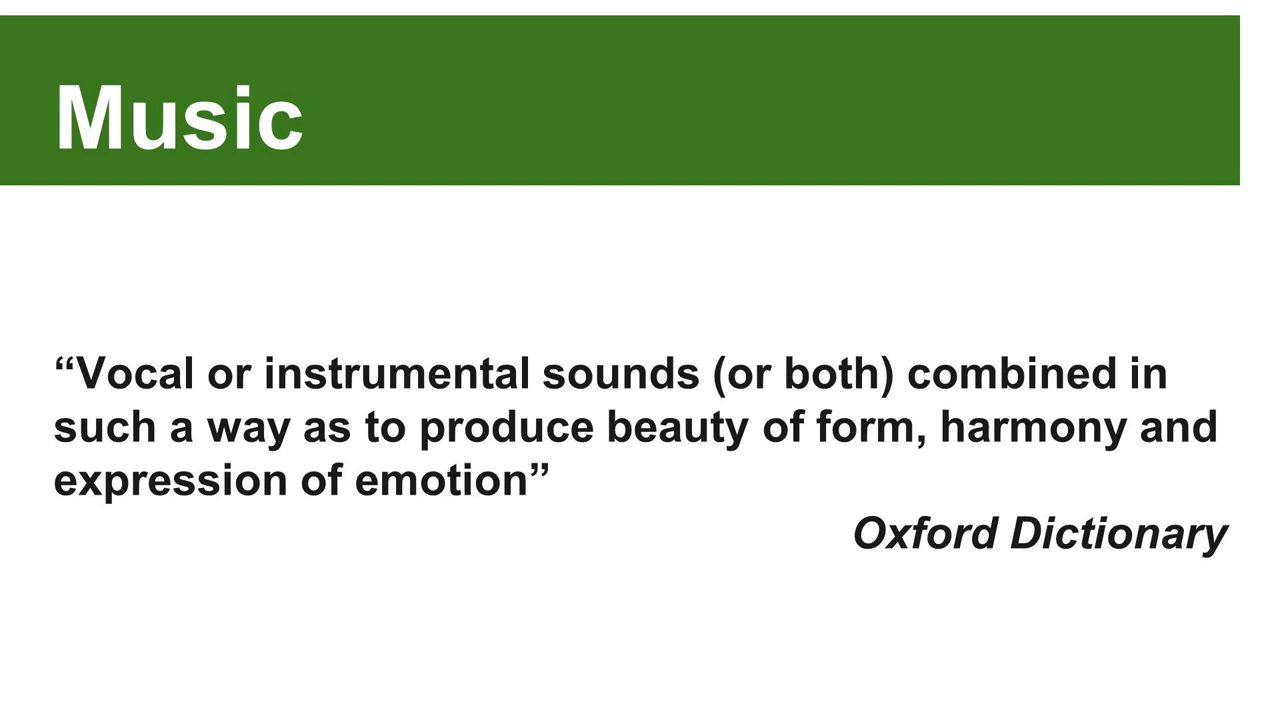 Music
“Vocal or instrumental sounds (or both) combined in
such a way as to produce beauty of form, harmony and
expression of emotion”
Oxford Dictionary